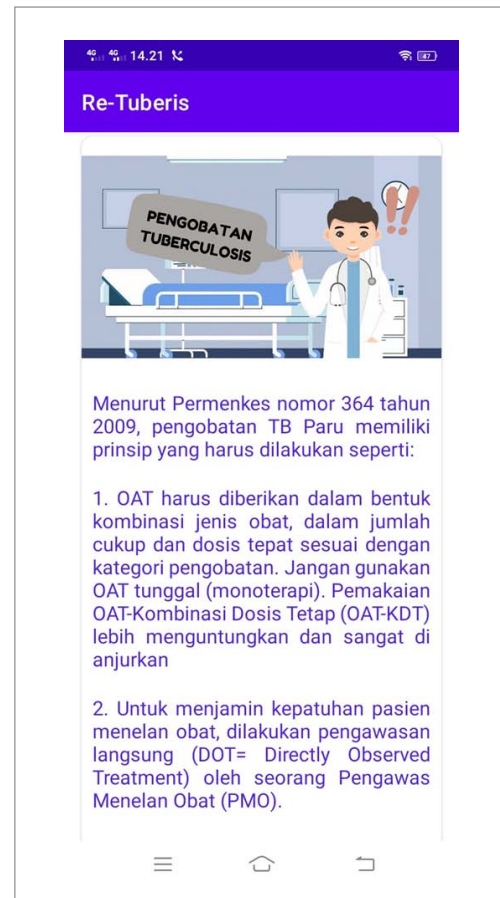 4G 4G 14.21 47
Re-Tuberis
PENGOBATAN
TUBERCULOSIS
!!
Menurut Permenkes nomor 364 tahun
2009, pengobatan TB Paru memiliki
prinsip yang harus dilakukan seperti:
1. OAT harus diberikan dalam bentuk
kombinasi jenis obat, dalam jumlah
cukup dan dosis tepat sesuai dengan
kategori pengobatan. Jangan gunakan
OAT tunggal (monoterapi). Pemakaian
OAT-Kombinasi Dosis Tetap (OAT-KDT)
lebih menguntungkan dan sangat di
anjurkan
2. Untuk menjamin kepatuhan pasien
menelan obat, dilakukan pengawasan
langsung (DOT= Directly Observed
Treatment) oleh seorang Pengawas
Menelan Obat (PMO).